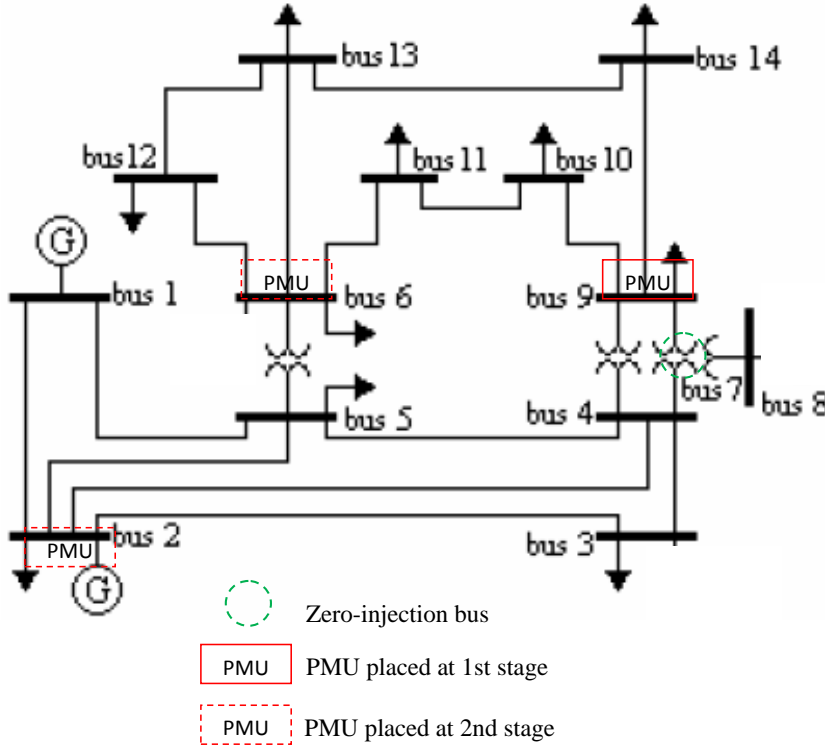 bus 13
bus 14
bus 12
bus 11
bus 10
G
PMU
PMU
bus 1
bus 6
bus 9
bus 7
bus 8
bus 5
bus 4
PMU
bus 2
bus 3
G
Zero-injection bus
PMU PMU placed at 1st stage
PMU PMU placed at 2nd stage